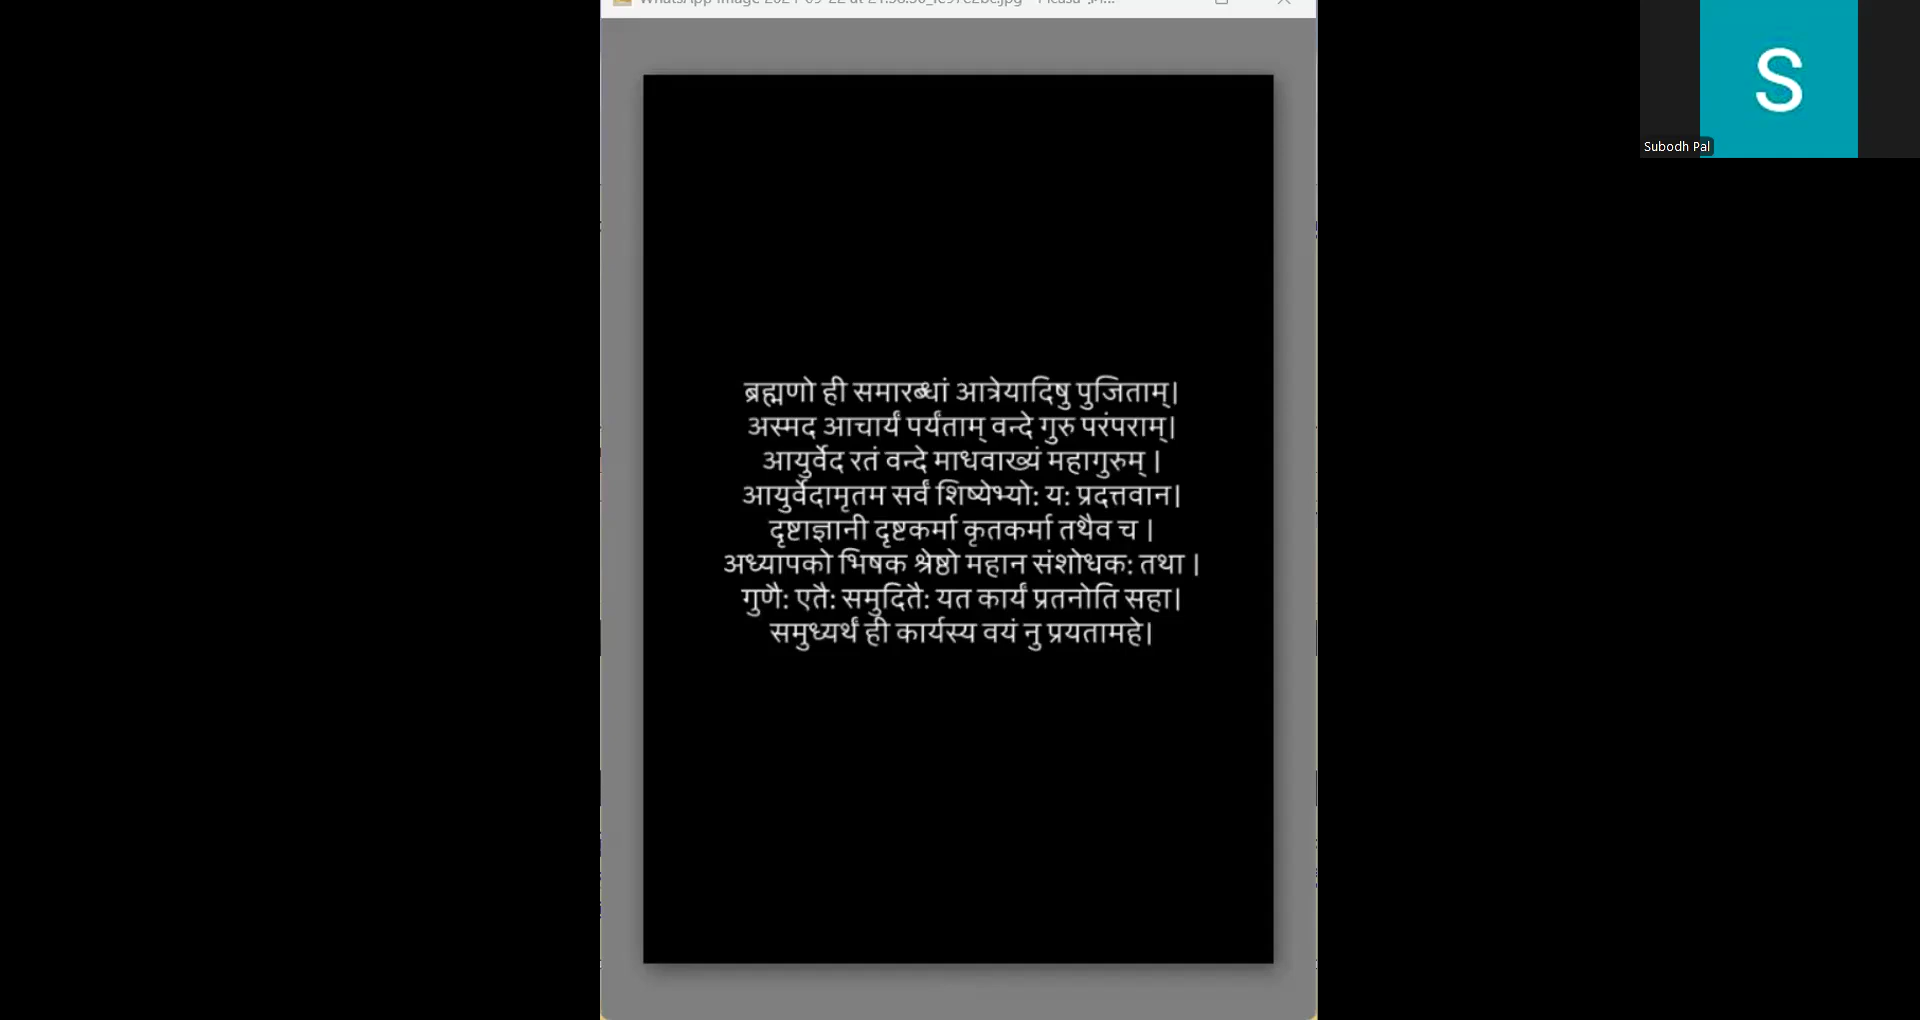 S
Subodh Pal
ब्रह्मणो ही समारब्धां आत्रेयादिषु पुजिताम्|
अस्मद आचार्यं पर्यंताम् वन्दे गुरु परंपराम्|
आयुर्वेद रतं वन्दे माधवाख्यं महागुरुम् |
आयुर्वेदामृतम सर्वं शिष्येभ्यो: य: प्रदत्तवान|
दृष्टाज्ञानी दृष्टकर्मा कृतकर्मा तथैव च |
अध्यापको भिषक श्रेष्ठो महान संशोधक: तथा |
गुणै: एतै: समुदितै: यत कार्यं प्रतनोति सहा|
समुध्यर्थं ही कार्यस्य वयं नु प्रयतामहे|